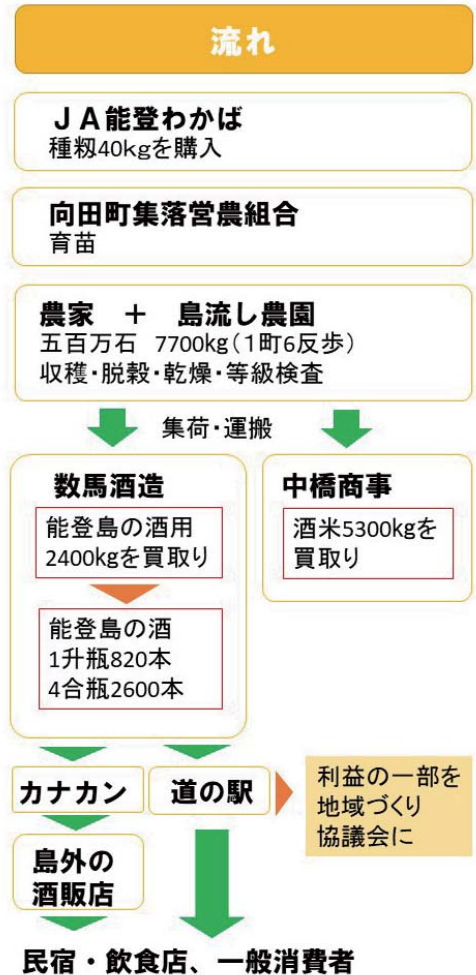 流れ
ＪＡ能登わかば
種籾40kgを購入
向田町集落営農組合
育苗
農家　＋　島流し農園
五百万石　7700kg（1町6反歩）
収穫・脱穀・乾燥・等級検査
集荷・運搬
数馬酒造
能登島の酒用
2400kgを買取り
能登島の酒
1升瓶820本
4合瓶2600本
中橋商事
酒米5300kgを
買取り
カナカン
道の駅
利益の一部を
地域づくり
協議会に
島外の
酒販店
民宿・飲食店、一般消費者